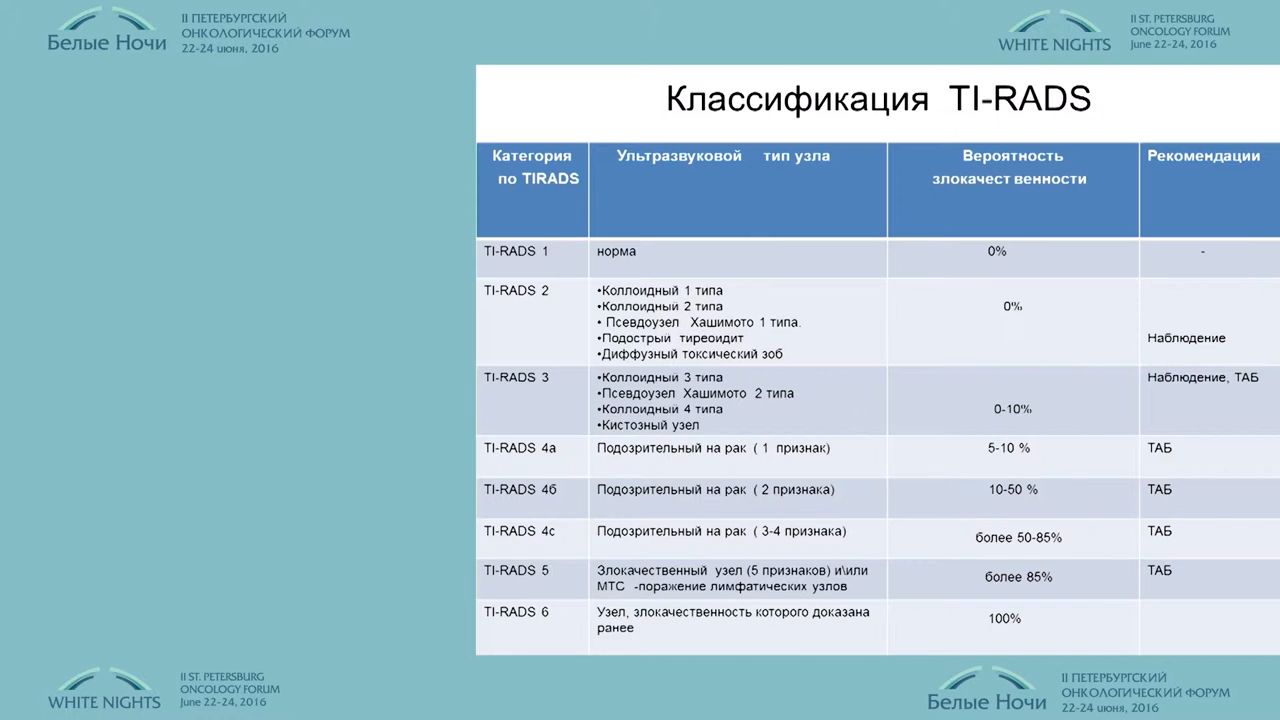 Белые Ночи
II ПЕТЕРБУРГСКИЙ
ОНКОЛОГИЧЕСКИЙ ФОРУМ
22-24 июня, 2016
WHITE NIGHTS
II ST. PETERSBURG
ONCOLOGY FORUM
June 22-24, 2016
Классификация TI-RADS
Категория
по TIRADS
Ультразвуковой тип узла
Вероятность
злокачест венности
Рекомендации
TI-RADS 1
норма
0%
-
TI-RADS 2
•Коллоидный 1 типа
•Коллоидный 2 типа
• Псевдоузел Хашимото 1 типа.
•Подострый тиреоидит
•Диффузный токсический зоб
0%
Наблюдение
TI-RADS 3
•Коллоидный 3 типа
•Псевдоузел Хашимото 2 типа
•Коллоидный 4 типа
•Кистозный узел
0-10%
Наблюдение, ТАБ
TI-RADS 4а
Подозрительный на рак ( 1 признак)
5-10 %
ТАБ
TI-RADS 4б
Подозрительный на рак ( 2 признака)
10-50 %
ТАБ
TI-RADS 4с
Подозрительный на рак ( 3-4 признака)
более 50-85%
ТАБ
TI-RADS 5
Злокачественный узел (5 признаков) и\или
МТС -поражение лимфатических узлов
более 85%
ТАБ
TI-RADS 6
Узел, злокачественность которого доказана
ранее
100%
WHITE NIGHTS
II ST. PETERSBURG
ONCOLOGY FORUM
June 22-24, 2016
Белые Ночи
II ПЕТЕРБУРГСКИЙ
ОНКОЛОГИЧЕСКИЙ ФОРУМ
22-24 июня, 2016